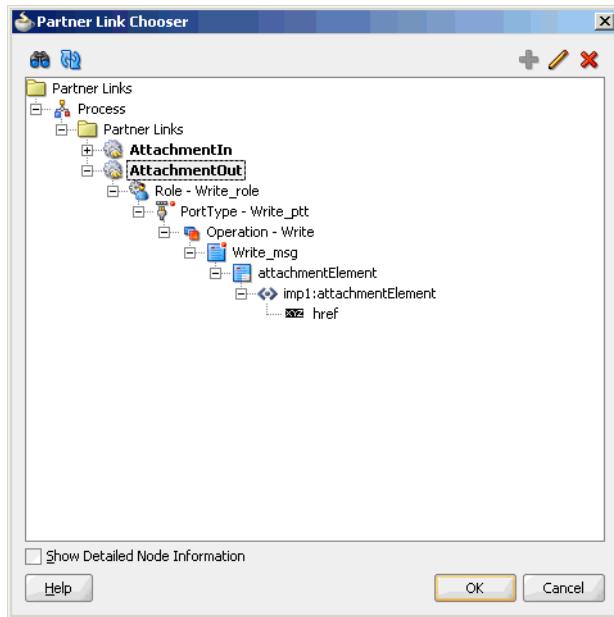 Partner Link Chooser
Partner Links
Process
Partner Links
AttachmentIn
AttachmentOut
Role - Write_role
PortType - Write_ptt
Operation - Write
Write_msg
attachmentElement
imp1:attachmentElement
XYZ href
Show Detailed Node Information
Help OK Cancel